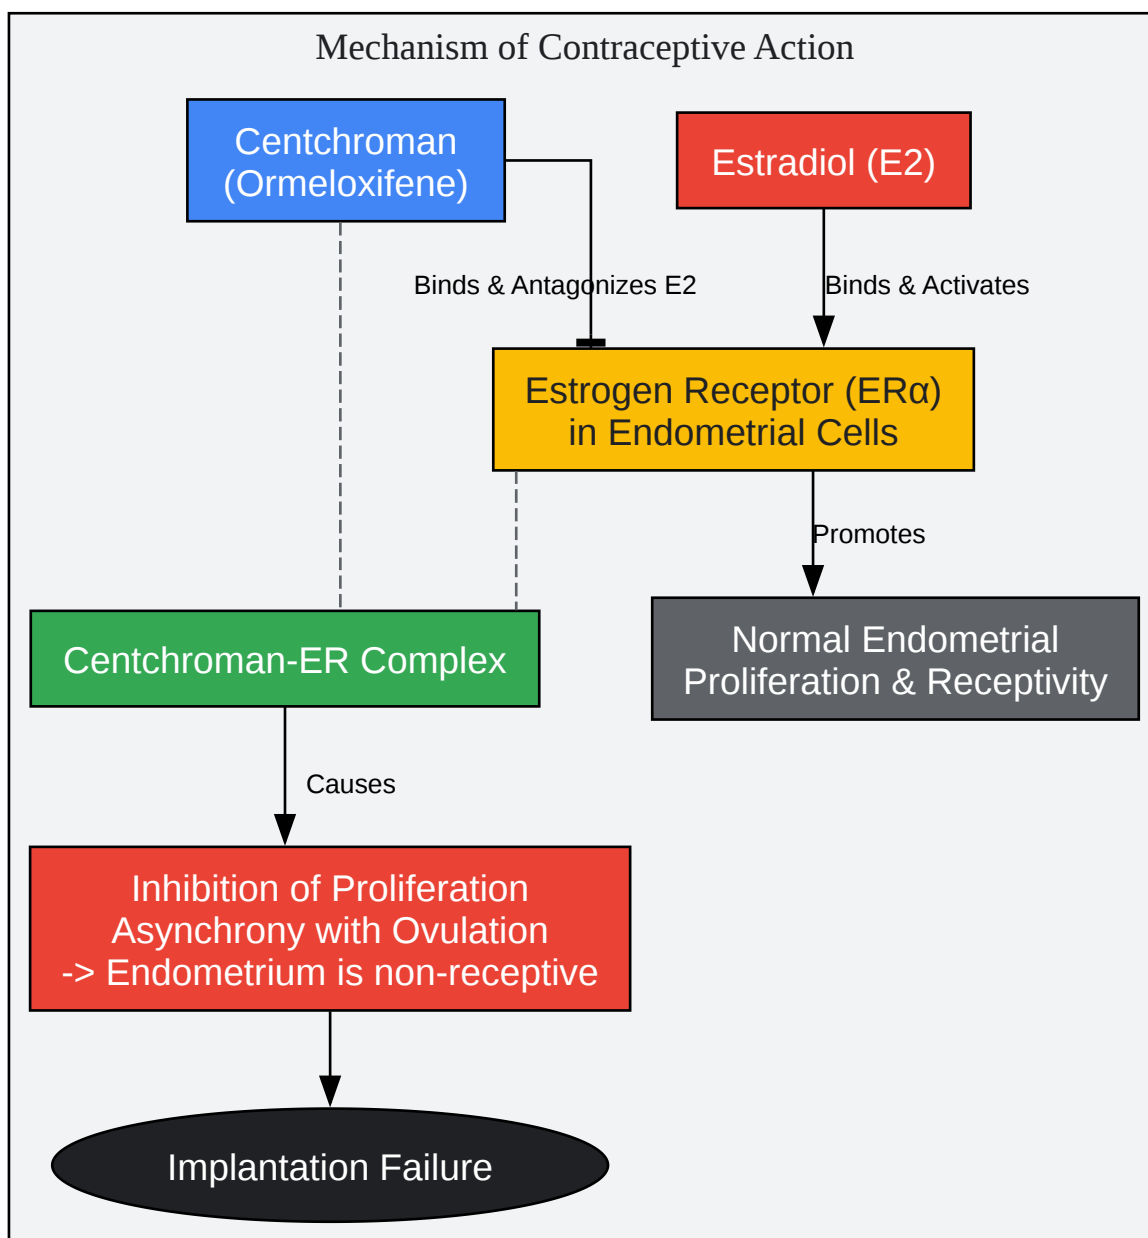 Mechanism of Contraceptive Action
Centchroman
(Ormeloxifene)
Estradiol (E2)
Binds & Antagonizes E2
Binds & Activates
Estrogen Receptor (ERα)
in Endometrial Cells
Promotes
Centchroman-ER Complex
Normal Endometrial
Proliferation & Receptivity
Causes
Inhibition of Proliferation
Asynchrony with Ovulation
-> Endometrium is non-receptive
Implantation Failure